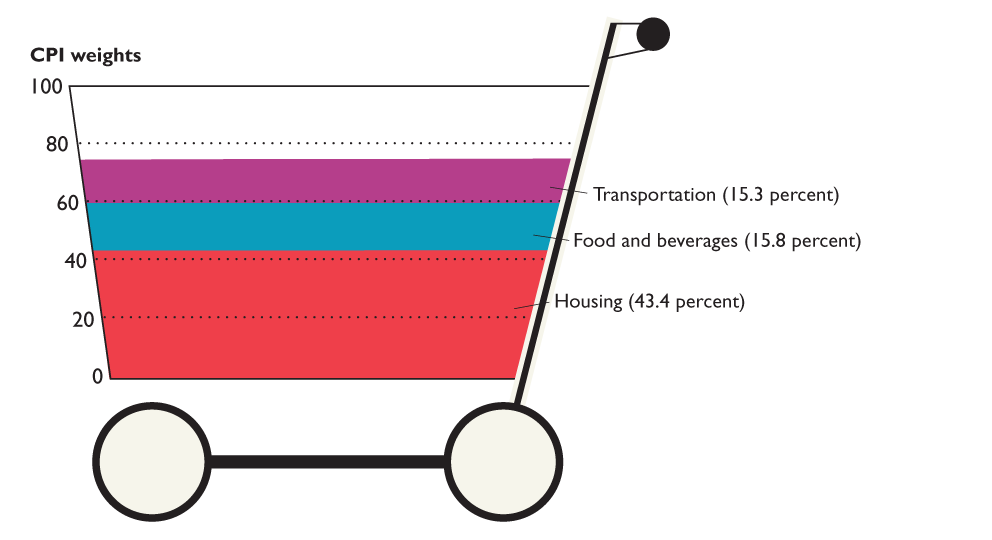 CPI weights
100
80
60
Transportation (15.3 percent)
40
Food and beverages (15.8 percent)
20
Housing (43.4 percent)
0